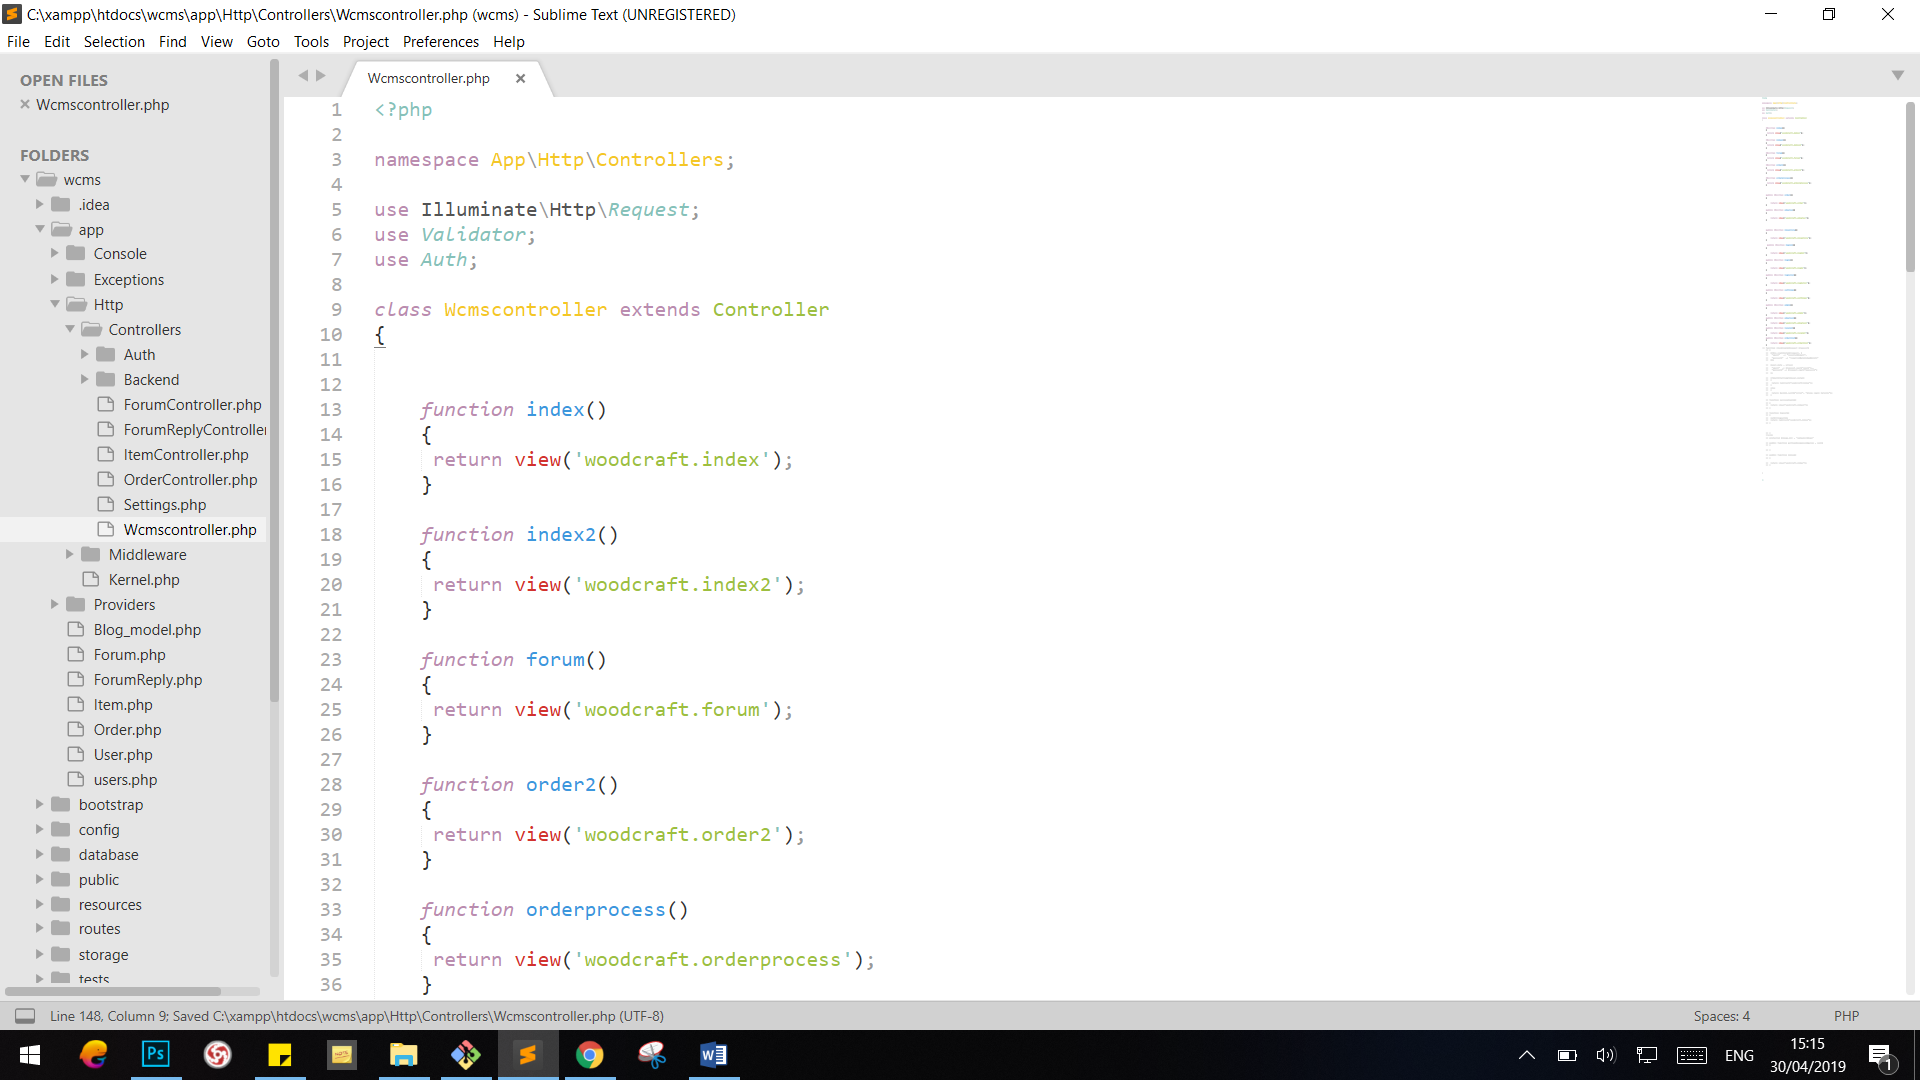 C:\xampp\htdocs\wcms\app\Http\Controllers\Wcmscontroller.php (wcms) - Sublime Text (UNREGISTERED)
File Edit Selection Find View Goto Tools Project Preferences Help
OPEN FILES
Wcmscontroller.php
FOLDERS
wcms
.idea
app
Console
Exceptions
Http
Controllers
Auth
Backend
ForumController.php
ForumReplyController
ItemController.php
OrderController.php
Settings.php
Wcmscontroller.php
Middleware
Kernel.php
Providers
Blog_model.php
Forum.php
ForumReply.php
Item.php
Order.php
User.php
users.php
bootstrap
config
database
public
resources
routes
storage
tests
Wcmscontroller.php
1 <?php
2
3 namespace App\Http\Controllers;
4
5 use Illuminate\Http\Request;
6 use Validator;
7 use Auth;
8
9 class Wcmscontroller extends Controller
10 {
11
12
13 function index()
14 {
15 return view('woodcraft.index');
16 }
17
18 function index2()
19 {
20 return view('woodcraft.index2');
21 }
22
23 function forum()
24 {
25 return view('woodcraft.forum');
26 }
27
28 function order2()
29 {
30 return view('woodcraft.order2');
31 }
32
33 function orderprocess()
34 {
35 return view('woodcraft.orderprocess');
36 }
Line 148, Column 9; Saved C:\xampp\htdocs\wcms\app\Http\Controllers\Wcmscontroller.php (UTF-8)
Spaces: 4 PHP
Ps
ENG
15:15
30/04/2019
1